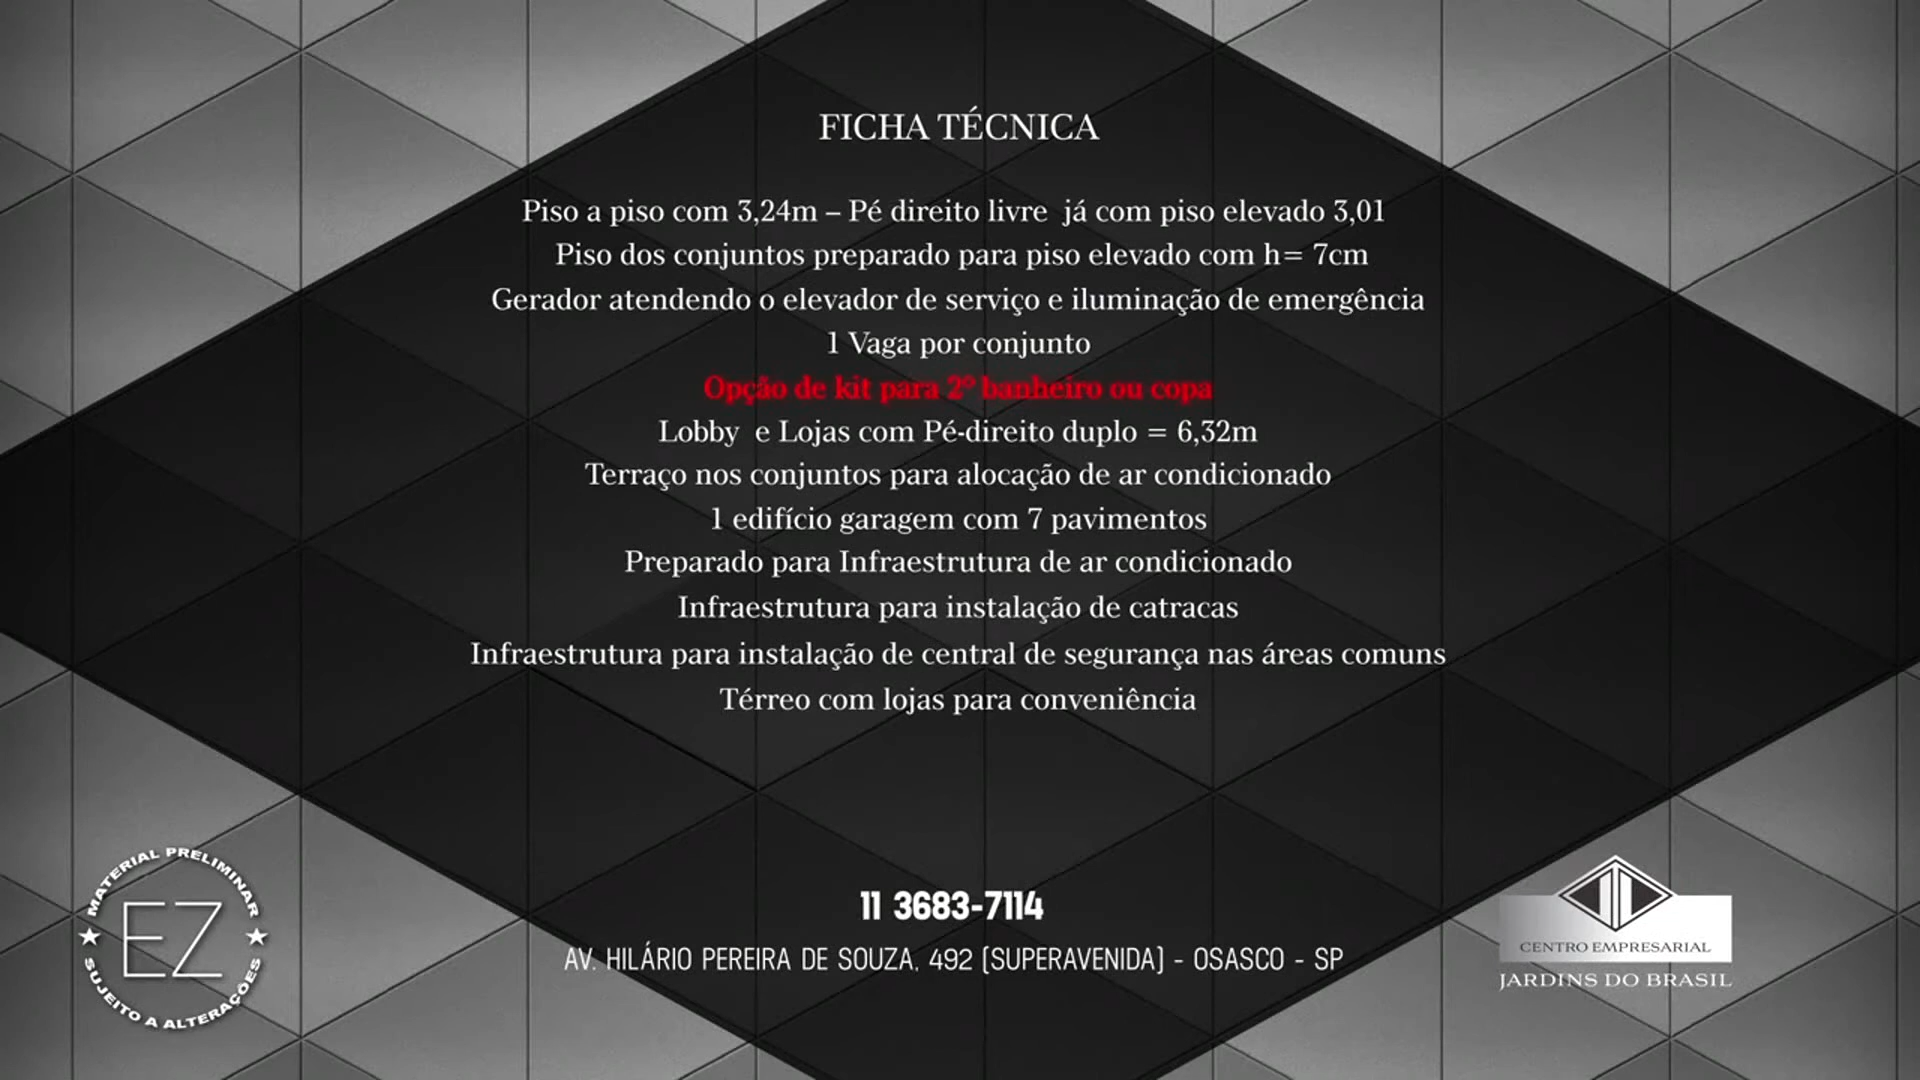 FICHA TÉCNICA
Piso a piso com 3,24m – Pé direito livre  já com piso elevado 3,01
Piso dos conjuntos preparado para piso elevado com h= 7cm
Gerador atendendo o elevador de serviço e iluminação de emergência
1 Vaga por conjunto
Opção de kit para 2° banheiro ou copa
Lobby  e Lojas com Pé-direito duplo = 6,32m
Terraço nos conjuntos para alocação de ar condicionado
1 edifício garagem com 7 pavimentos
Preparado para Infraestrutura de ar condicionado
Infraestrutura para instalação de catracas
Infraestrutura para instalação de central de segurança nas áreas comuns
Térreo com lojas para conveniência
MATERIAL PRELIMINAR
EZ
SUJEITO A ALTERAÇÕES
11 3683-7114
AV. HILÁRIO PEREIRA DE SOUZA, 492 (SUPERAVENIDA) - OSASCO - SP
CENTRO EMPRESARIAL
JARDINS DO BRASIL